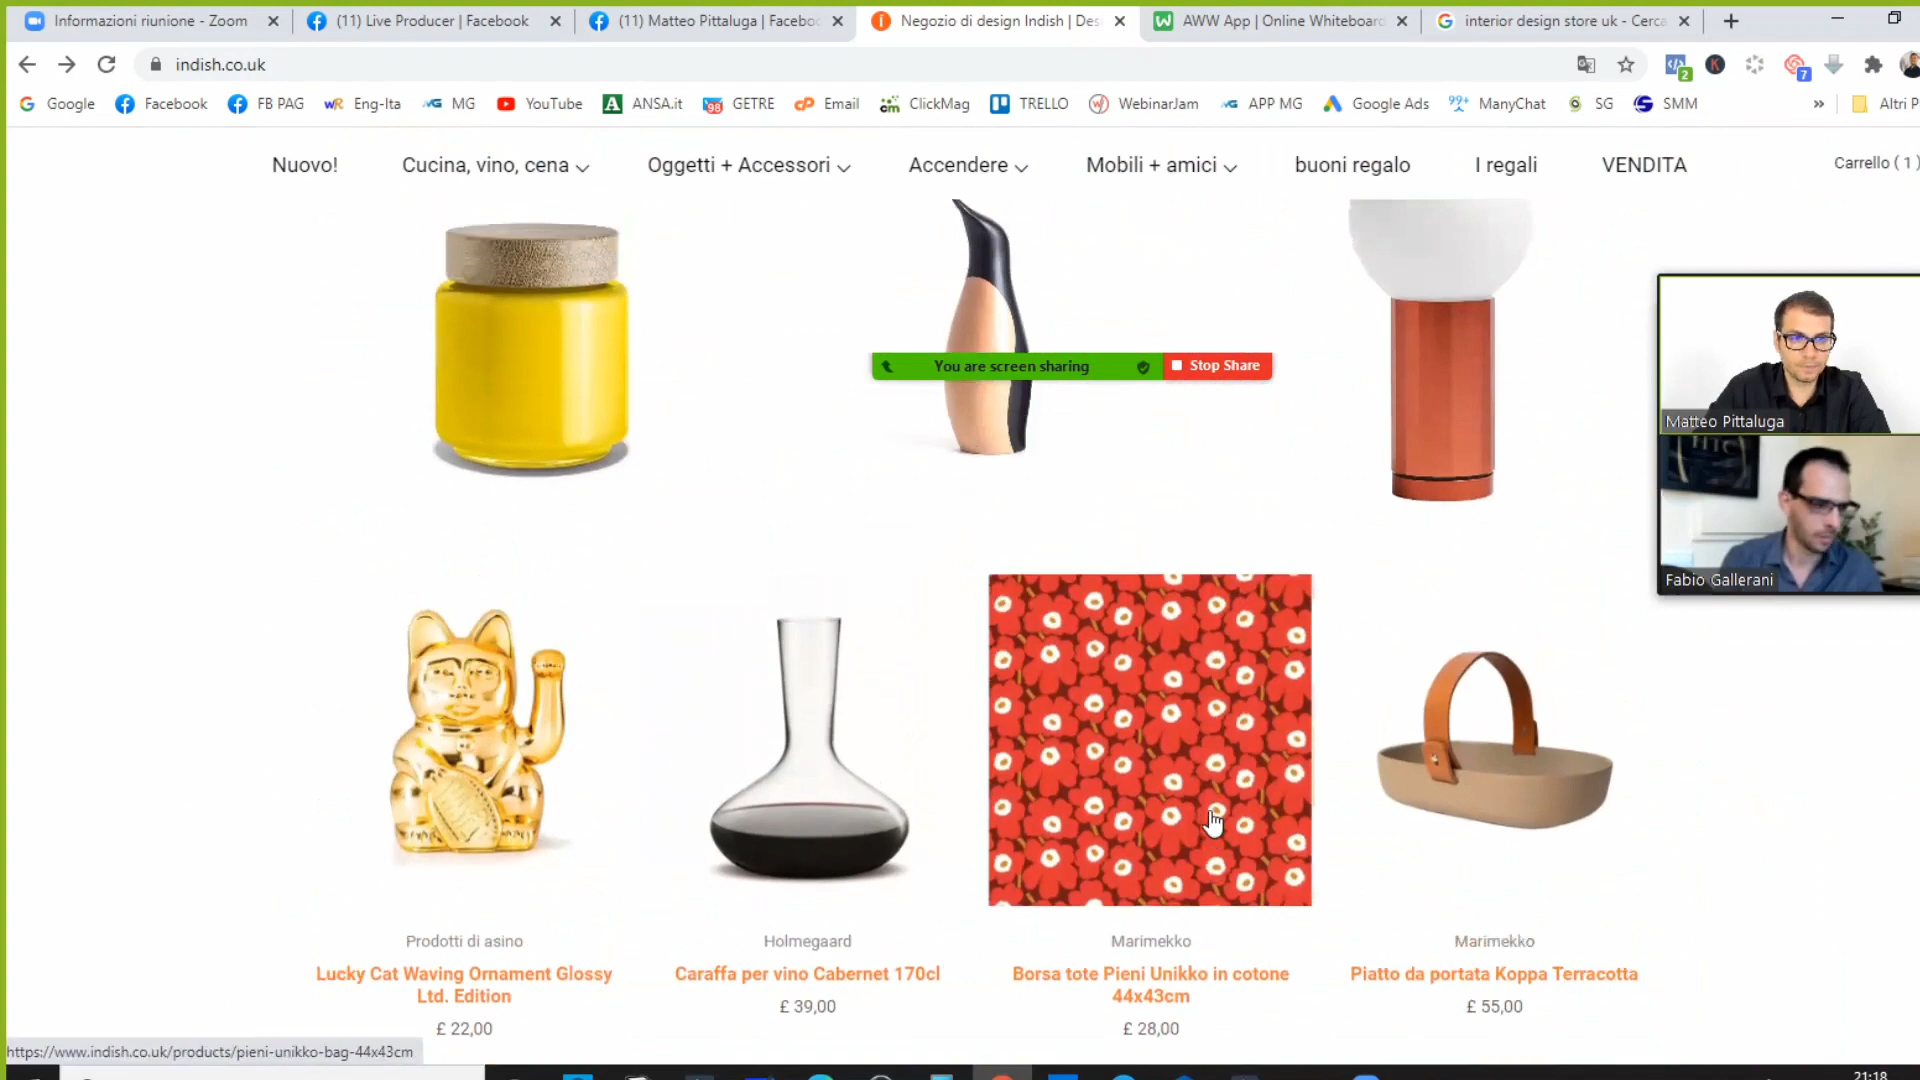 Informazioni riunione - Zoom
(11) Live Producer | Facebook
(11) Matteo Pittaluga | Facebo
Negozio di design Indish | Des
AWW App | Online Whiteboard
interior design store uk - Cerca
indish.co.uk
2
K
7
Google
Facebook
FB PAG
Eng-Ita
MG
YouTube
ANSA.it
GETRE
Email
ClickMag
TRELLO
WebinarJam
APP MG
Google Ads
ManyChat
SG
SMM
»
Altri P
Nuovo!
Cucina, vino, cena
Oggetti + Accessori
Accendere
Mobili + amici
buoni regalo
I regali
VENDITA
Carrello ( 1 )
You are screen sharing
Stop Share
Matteo Pittaluga
Fabio Gallerani
Prodotti di asino
Lucky Cat Waving Ornament Glossy
Ltd. Edition
£ 22,00
Holmegaard
Caraffa per vino Cabernet 170cl
£ 39,00
Marimekko
Borsa tote Pieni Unikko in cotone
44x43cm
£ 28,00
Marimekko
Piatto da portata Koppa Terracotta
£ 55,00
https://www.indish.co.uk/products/pieni-unikko-bag-44x43cm
21:18